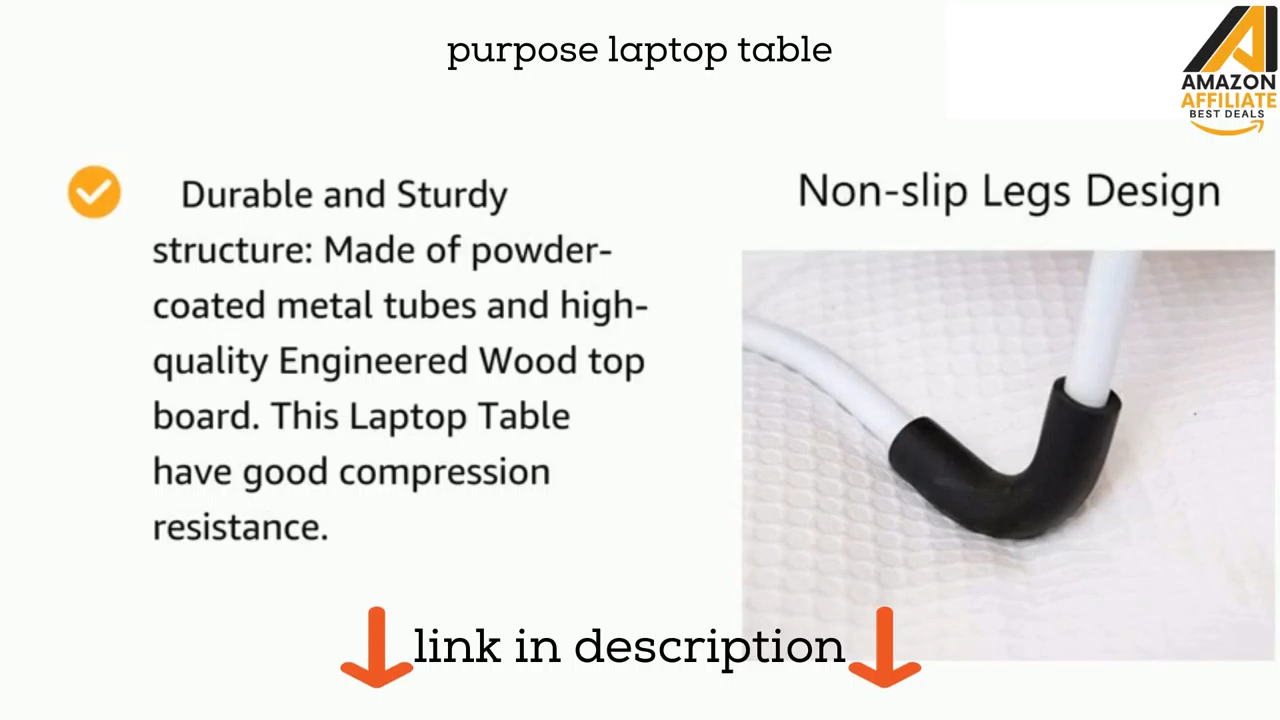 purpose laptop table
AMAZON
AFFILIATE
BEST DEALS
Durable and Sturdy
structure: Made of powder-
coated metal tubes and high-
quality Engineered Wood top
board. This Laptop Table
have good compression
resistance.
Non-slip Legs Design
link in description